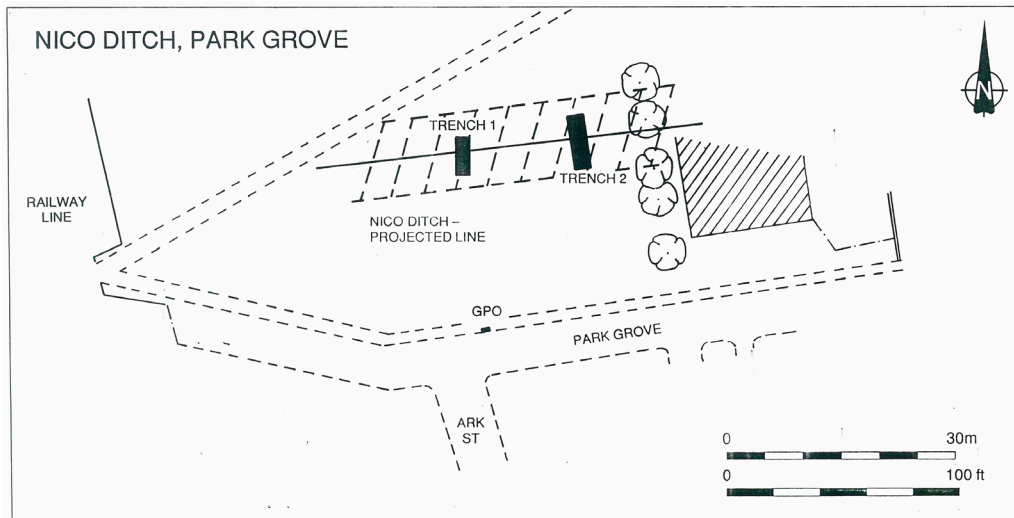 NICO DITCH, PARK GROVE
N
TRENCH 1
TRENCH 2
RAILWAY
LINE
NICO DITCH –
PROJECTED LINE
GPO
PARK GROVE
ARK
ST
0 30m
0 100 ft